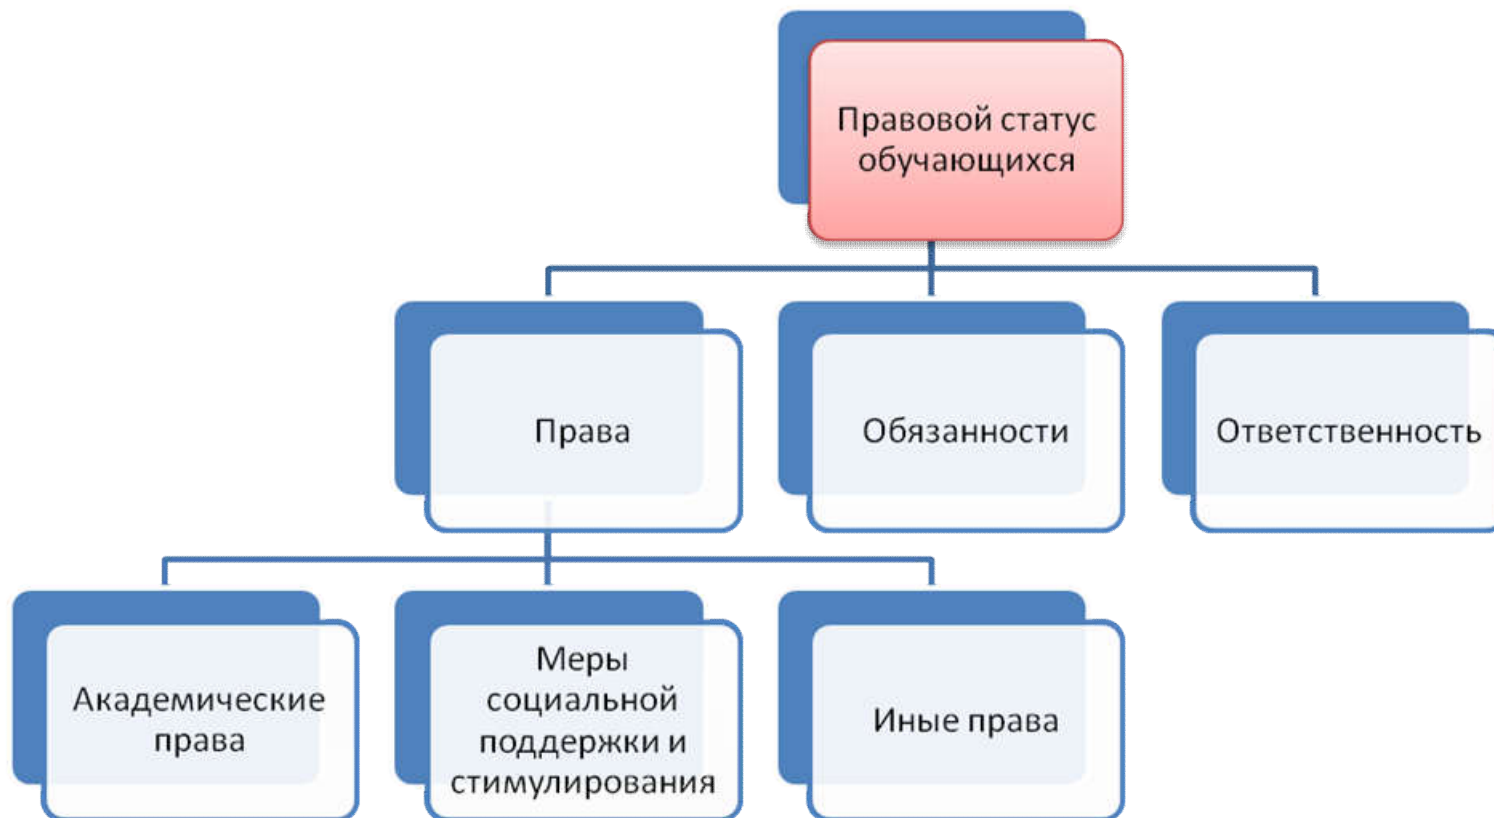 Правовой статус
обучающихся
Права
Обязанности
Ответственность
Академические
права
Меры
социальной
поддержки и
стимулирования
Иные права